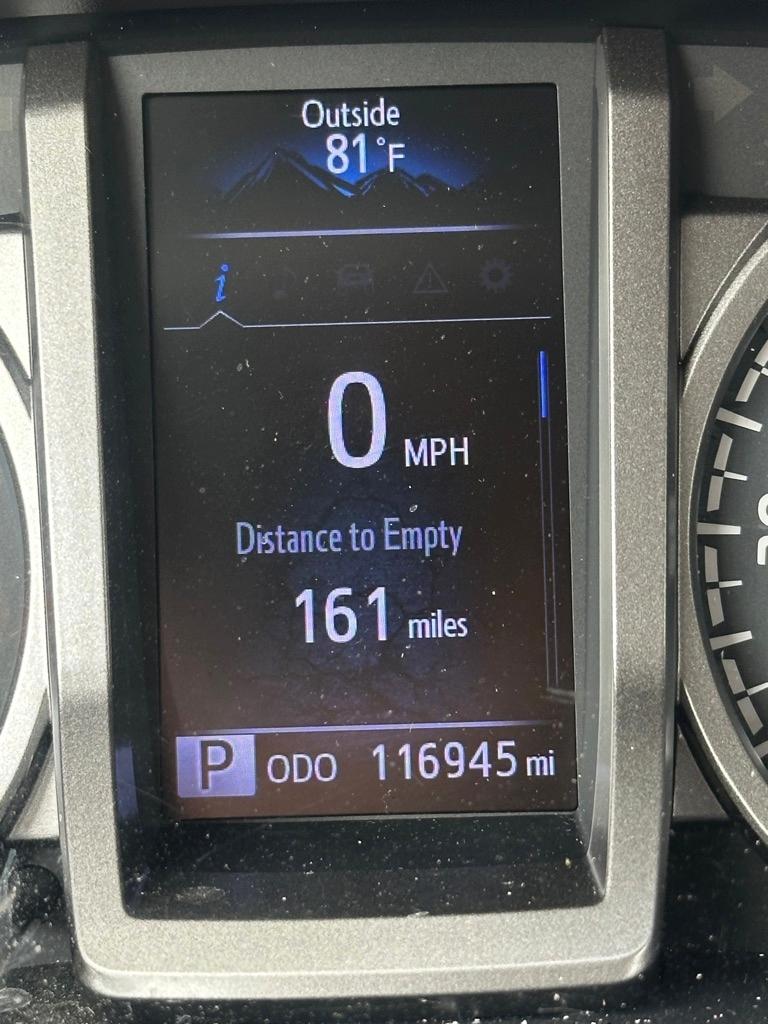 Outside
81°F
i
0 MPH
Distance to Empty
161 miles
P ODO 116945 mi